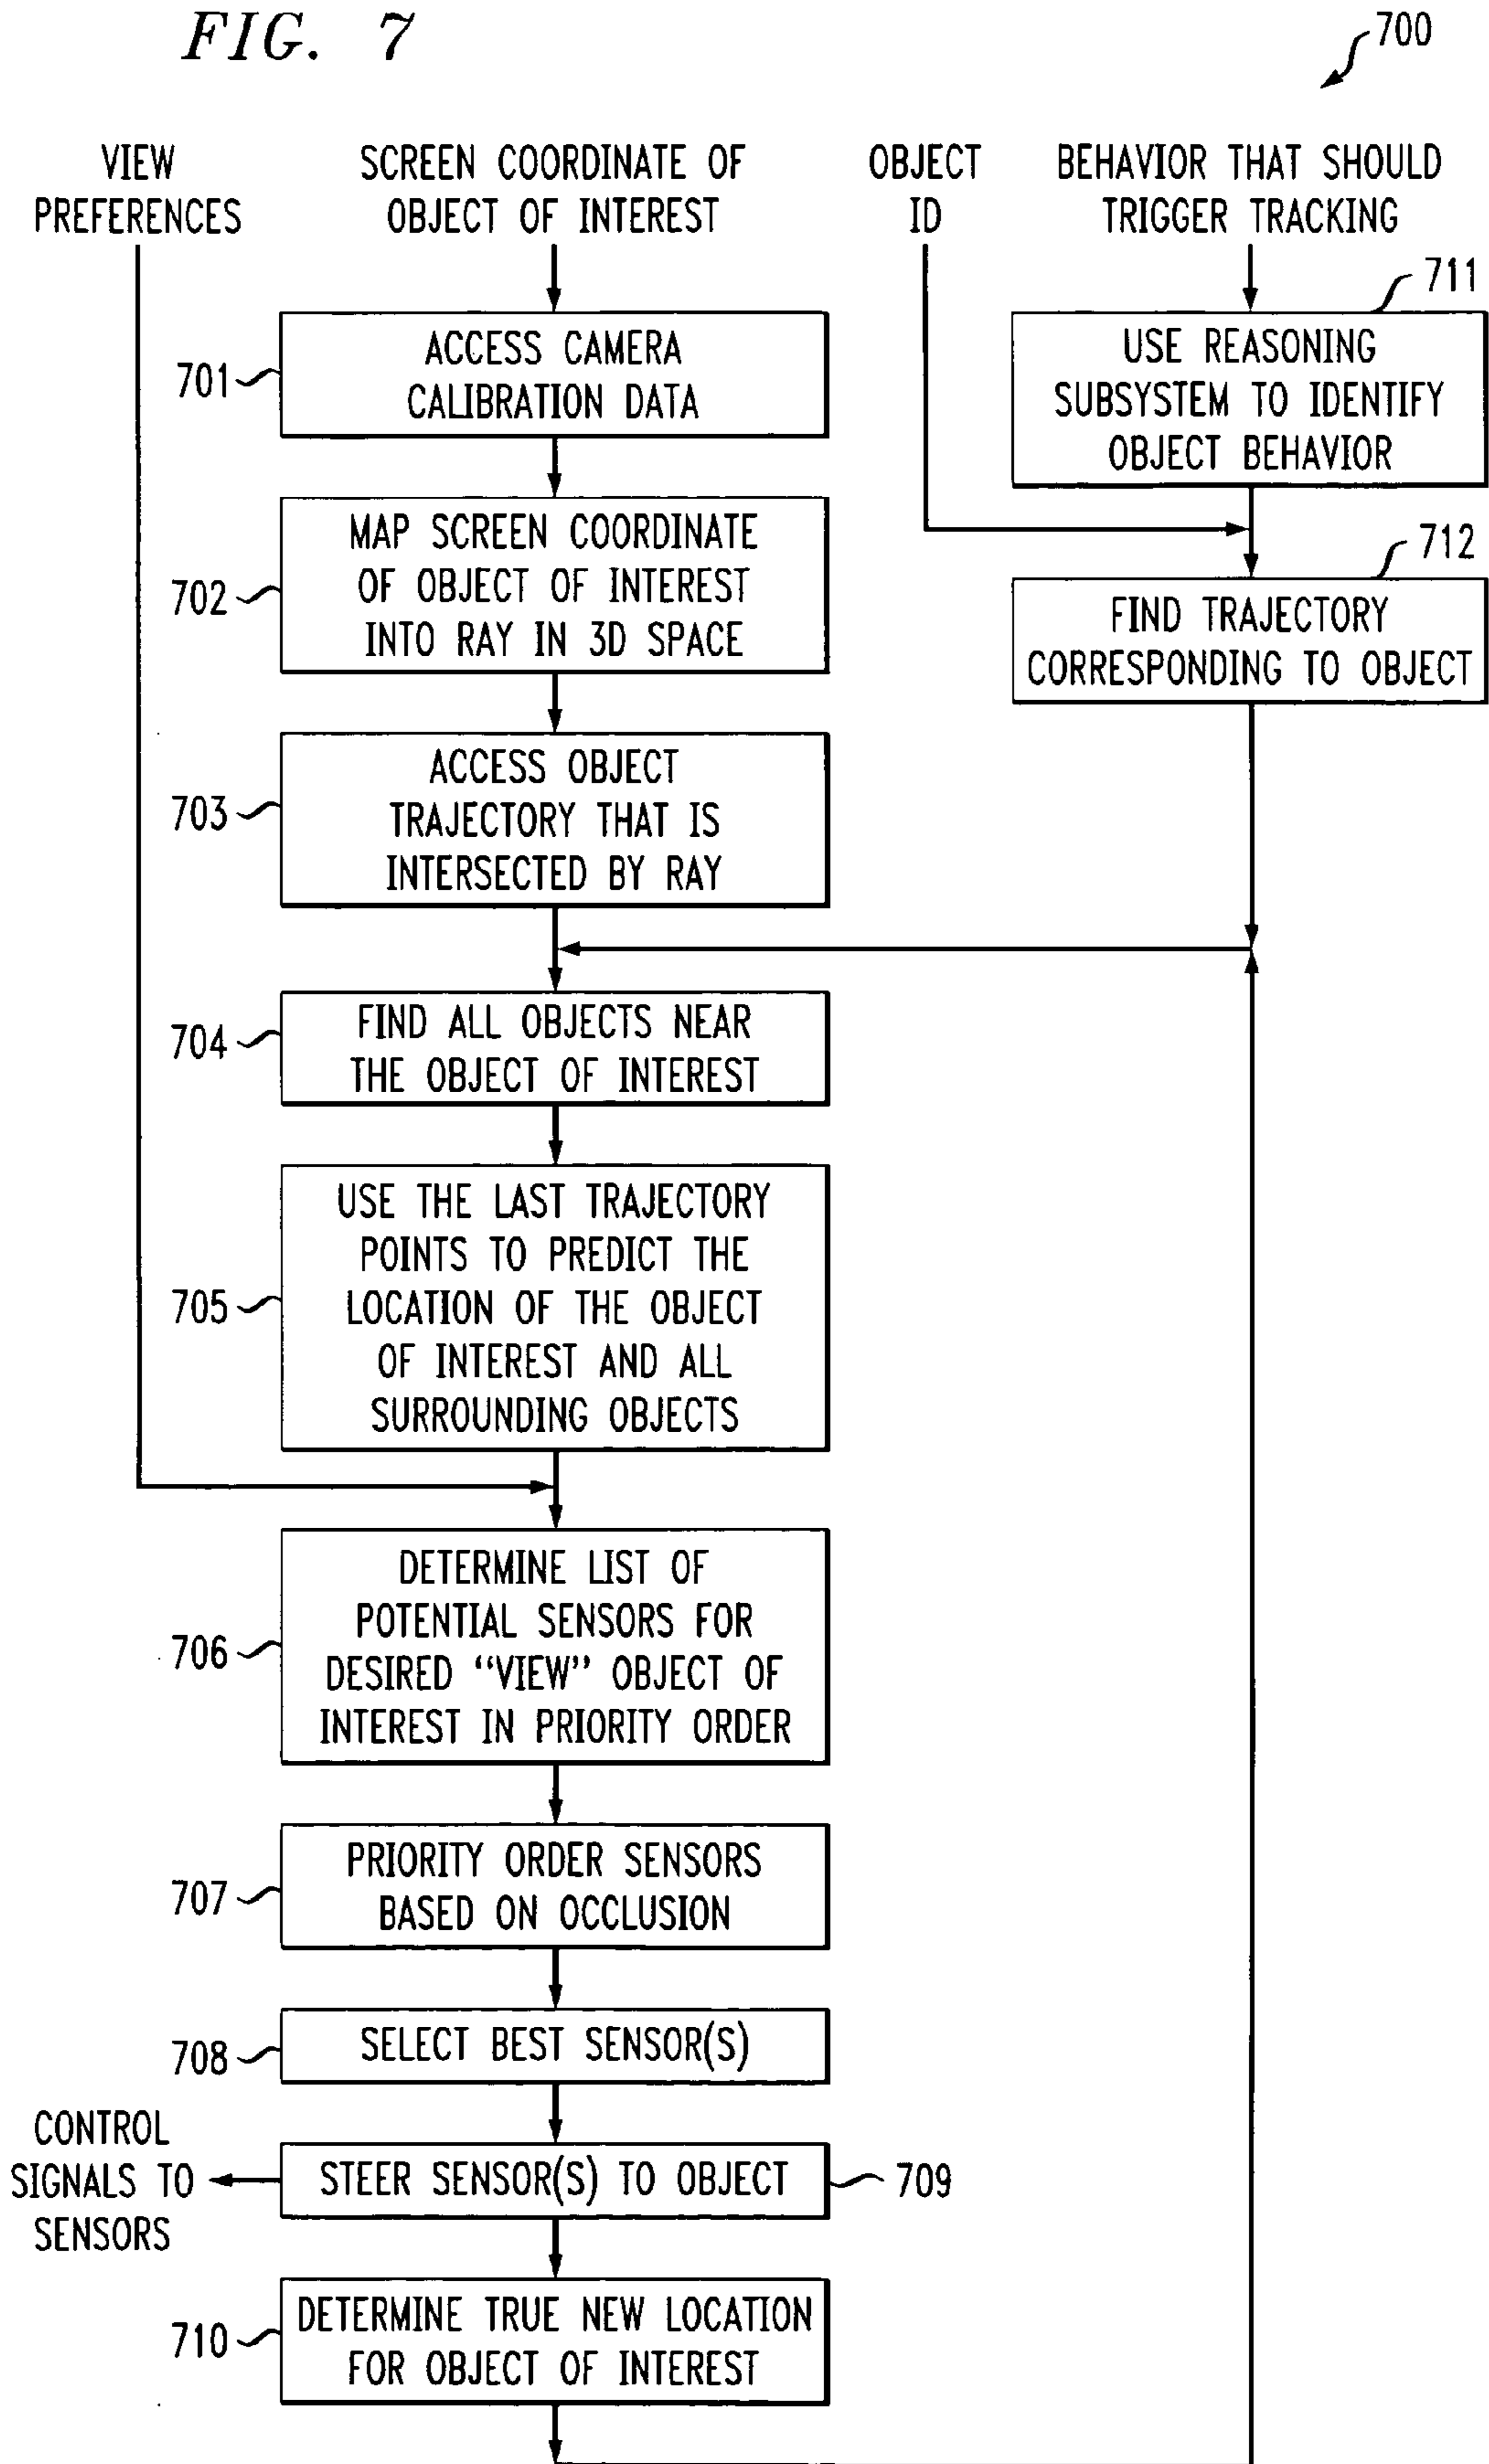 FIG. 7
700
VIEW
PREFERENCES
SCREEN COORDINATE OF
OBJECT OF INTEREST
OBJECT
ID
BEHAVIOR THAT SHOULD
TRIGGER TRACKING
701
ACCESS CAMERA
CALIBRATION DATA
711
USE REASONING
SUBSYSTEM TO IDENTIFY
OBJECT BEHAVIOR
702
MAP SCREEN COORDINATE
OF OBJECT OF INTEREST
INTO RAY IN 3D SPACE
712
FIND TRAJECTORY
CORRESPONDING TO OBJECT
703
ACCESS OBJECT
TRAJECTORY THAT IS
INTERSECTED BY RAY
704
FIND ALL OBJECTS NEAR
THE OBJECT OF INTEREST
705
USE THE LAST TRAJECTORY
POINTS TO PREDICT THE
LOCATION OF THE OBJECT
OF INTEREST AND ALL
SURROUNDING OBJECTS
706
DETERMINE LIST OF
POTENTIAL SENSORS FOR
DESIRED “VIEW” OBJECT OF
INTEREST IN PRIORITY ORDER
707
PRIORITY ORDER SENSORS
BASED ON OCCLUSION
708
SELECT BEST SENSOR(S)
CONTROL
SIGNALS TO
SENSORS
STEER SENSOR(S) TO OBJECT
709
710
DETERMINE TRUE NEW LOCATION
FOR OBJECT OF INTEREST